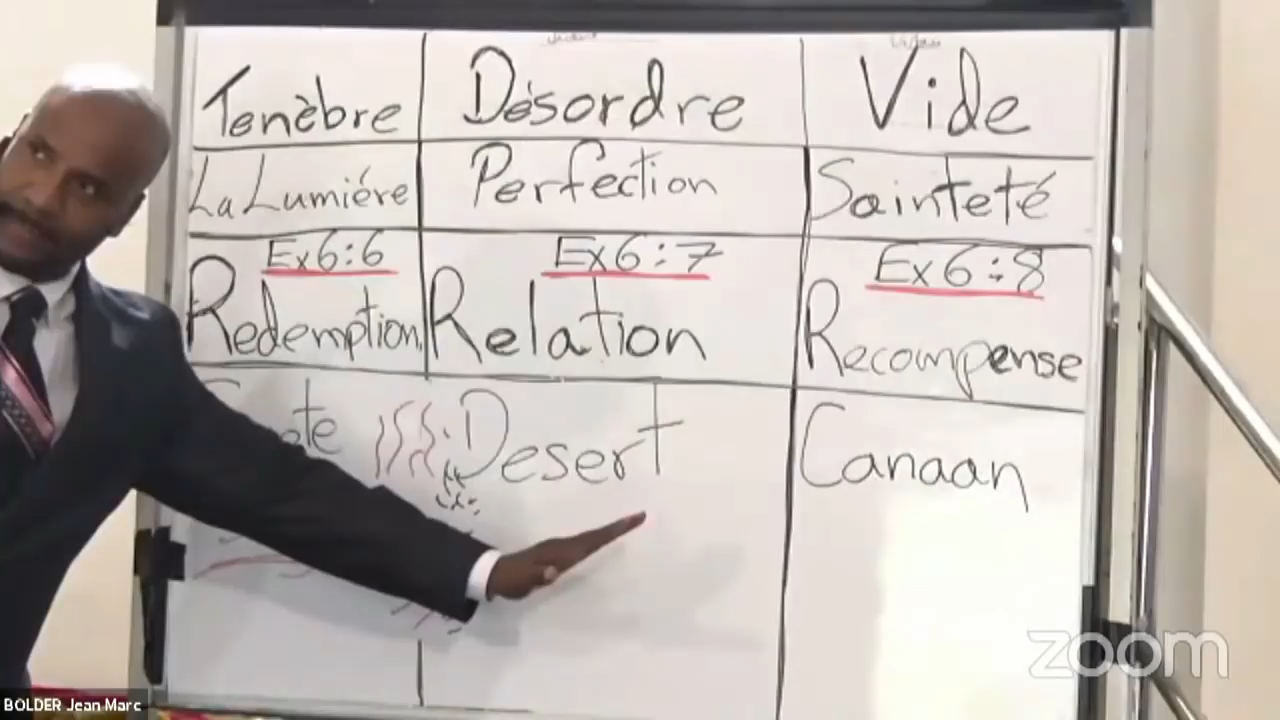 Tenèbre Désordre Vide
La Lumiére Perfection Sainteté
Ex6:6 Ex6:7 Ex6:8
Redemption Relation Recompense
Desert Canaan
zoom
BOLDER Jean Marc